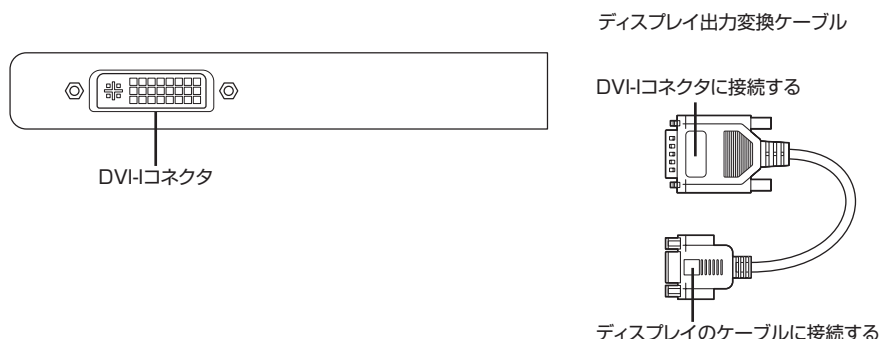 ディスプレイ出力変換ケーブル
DVI-Iコネクタに接続する
DVI-Iコネクタ
ディスプレイのケーブルに接続する